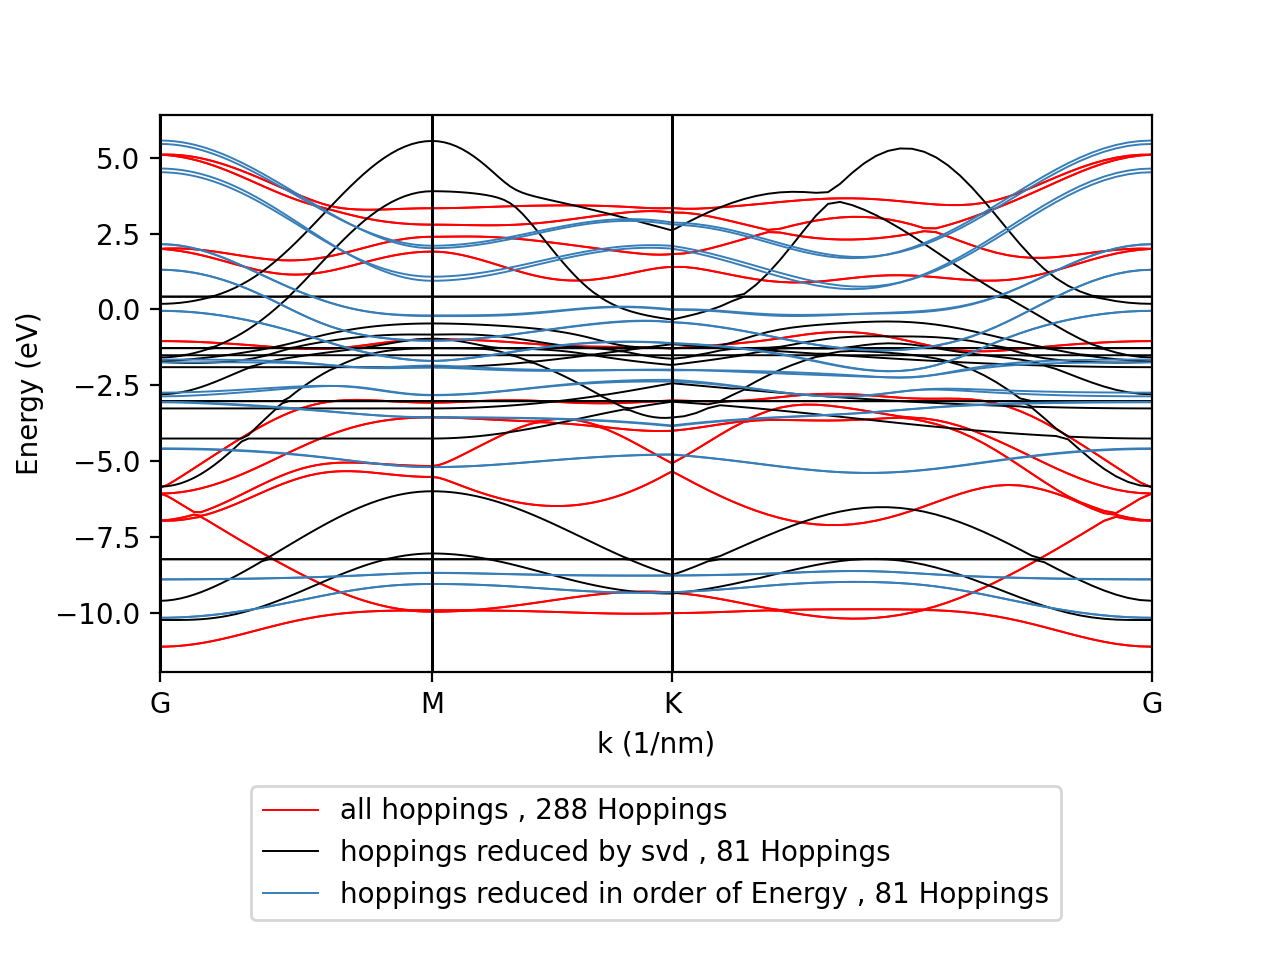 5.0
2.5
0.0
−2.5
−5.0
−7.5
−10.0
Energy (eV)
G M K G
k (1/nm)
all hoppings , 288 Hoppings
hoppings reduced by svd , 81 Hoppings
hoppings reduced in order of Energy , 81 Hoppings